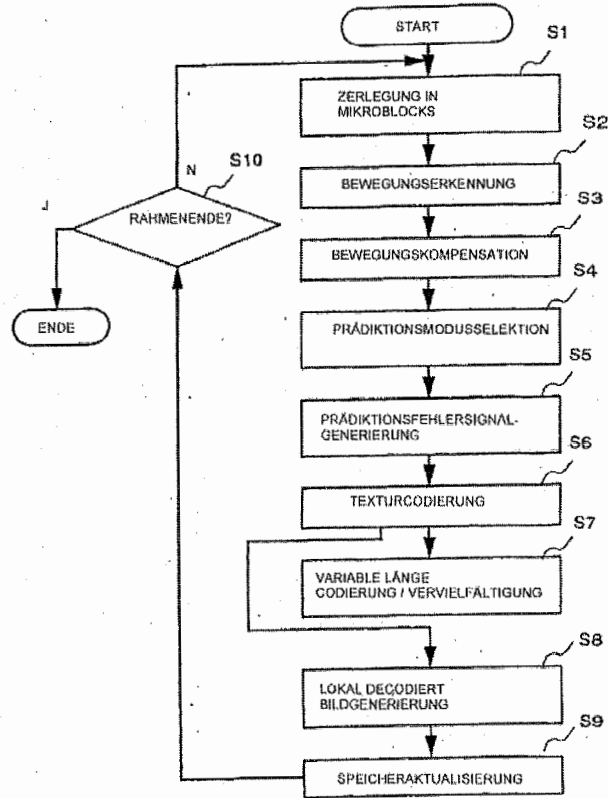 START
S1
ZERLEGUNG IN
MIKROBLOCKS
S2
BEWEGUNGSERKENNUNG
S3
BEWEGUNGSKOMPENSATION
S4
PRÄDIKTIONSMODUSSELEKTION
S5
PRÄDIKTIONSFEHLERSIGNAL-
GENERIERUNG
S6
TEXTURCODIERUNG
S7
VARIABLE LÄNGE
CODIERUNG / VERVIELFÄLTIGUNG
S8
LOKAL DECODIERT
BILDGENERIERUNG
S9
SPEICHERAKTUALISIERUNG
N
S10
RAHMENENDE?
J
ENDE